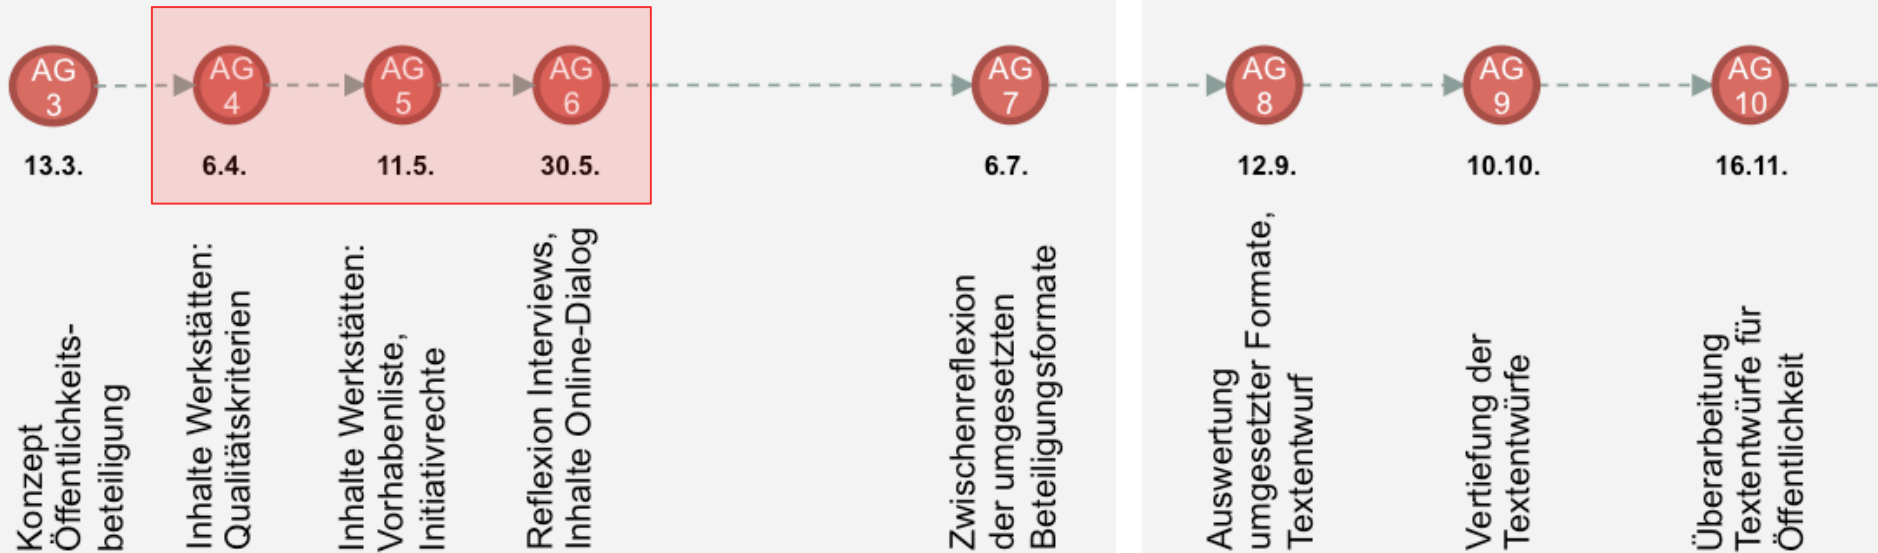 AG
3
AG
4
AG
5
AG
6
AG
7
AG
8
AG
9
AG
10
13.3.
6.4.
11.5.
30.5.
6.7.
12.9.
10.10.
16.11.
Konzept
Öffentlichkeits-
beteiligung
Inhalte Werkstätten:
Qualitätskriterien
Inhalte Werkstätten:
Vorhabenliste,
Initiativrechte
Reflexion Interviews,
Inhalte Online-Dialog
Zwischenreflexion
der umgesetzten
Beteiligungsformate
Auswertung
umgesetzter Formate,
Textentwurf
Vertiefung der
Textentwürfe
Überarbeitung
Textentwürfe für
Öffentlichkeit